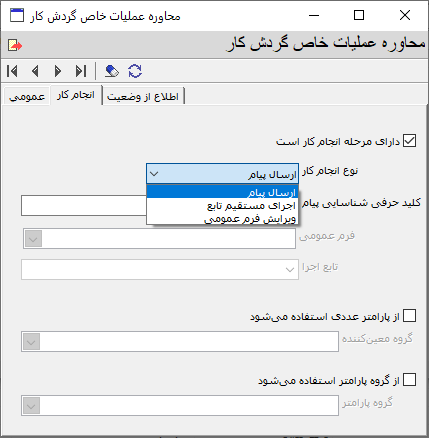 محاوره عملیات خاص گردش کار
محاوره عملیات خاص گردش کار
عمومی
انجام کار
اطلاع از وضعیت
دارای مرحله انجام کار است
نوع انجام کار
ارسال پیام
ارسال پیام
اجرای مستقیم تابع
ویرایش فرم عمومی
کلید حرفی شناسایی پیام
فرم عمومی
تابع اجرا
از پارامتر عددی استفاده می‌شود
گروه معین‌کننده
از گروه پارامتر استفاده می‌شود
گروه پارامتر